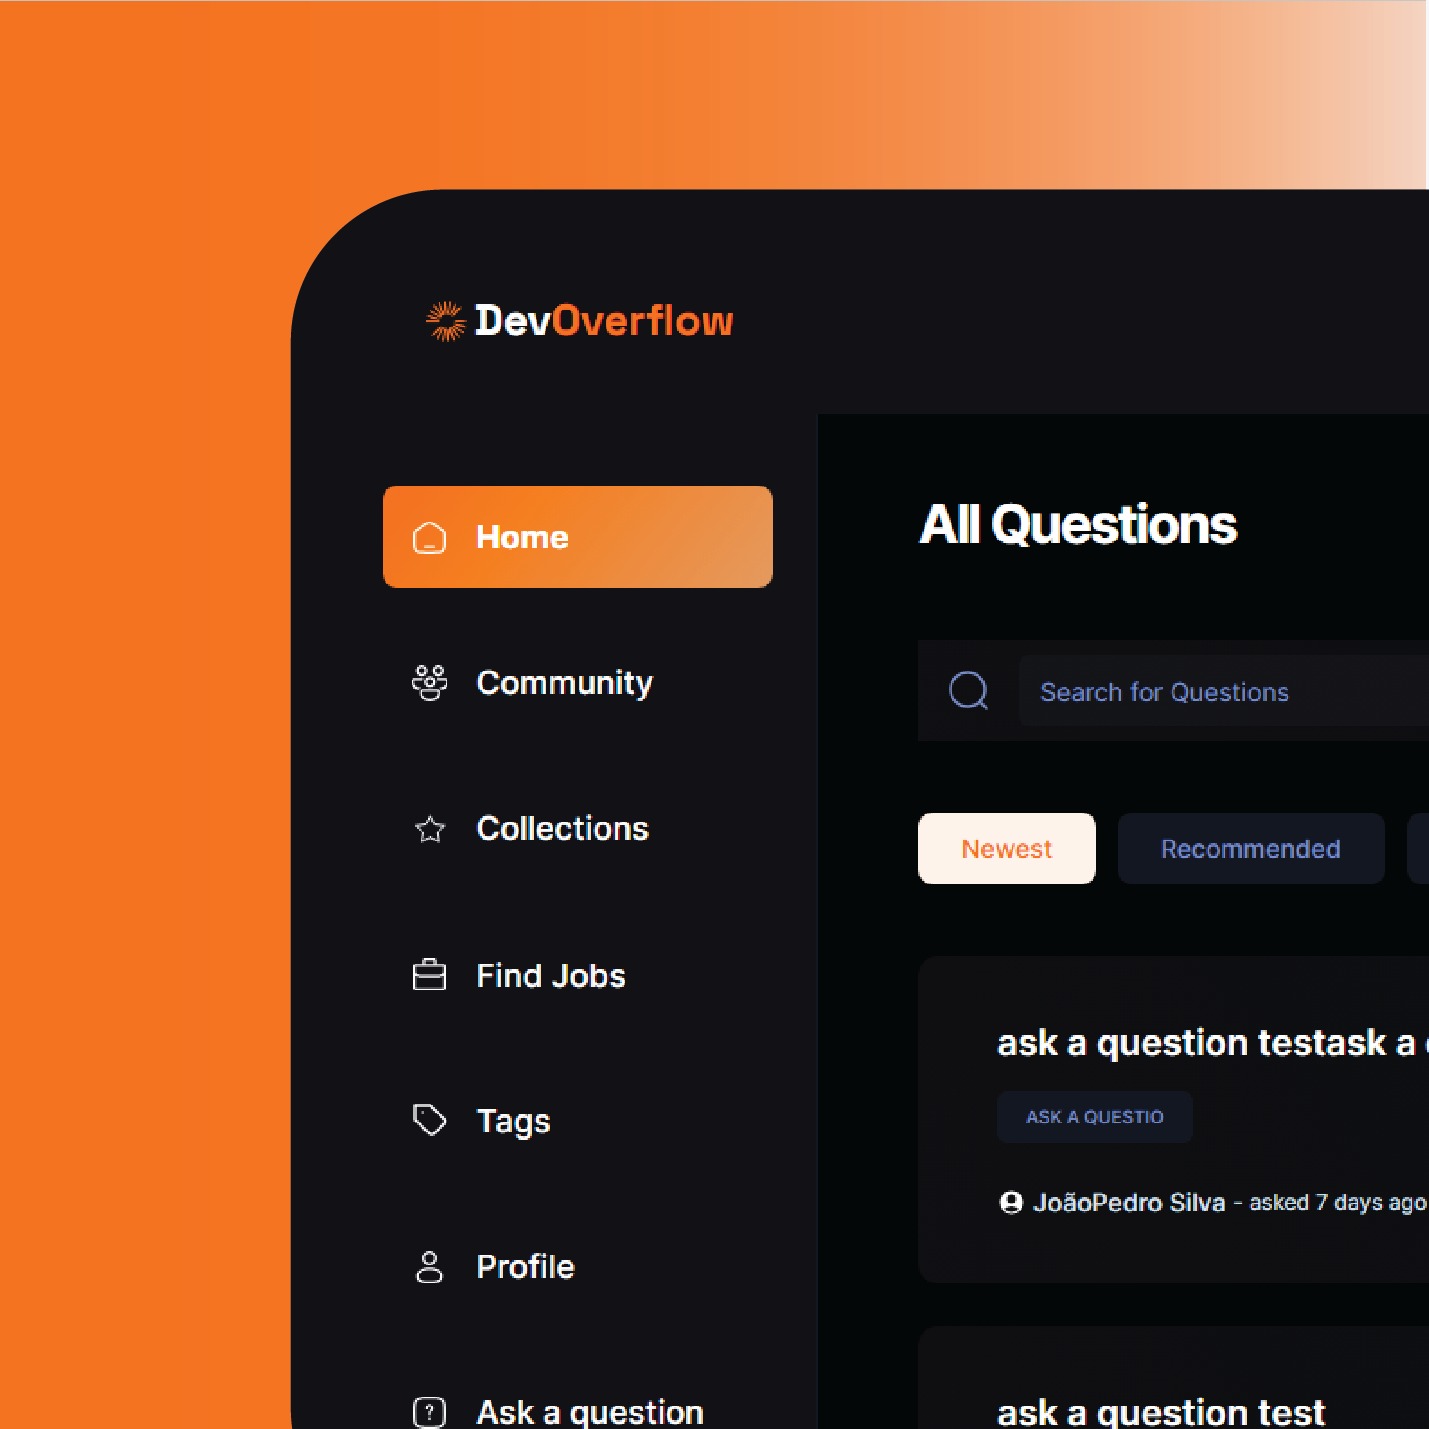 DevOverflow
Home
Community
Collections
Find Jobs
Tags
Profile
Ask a question
All Questions
Search for Questions
Newest
Recommended
ask a question testask a
ASK A QUESTIO
JoãoPedro Silva - asked 7 days ago
ask a question test